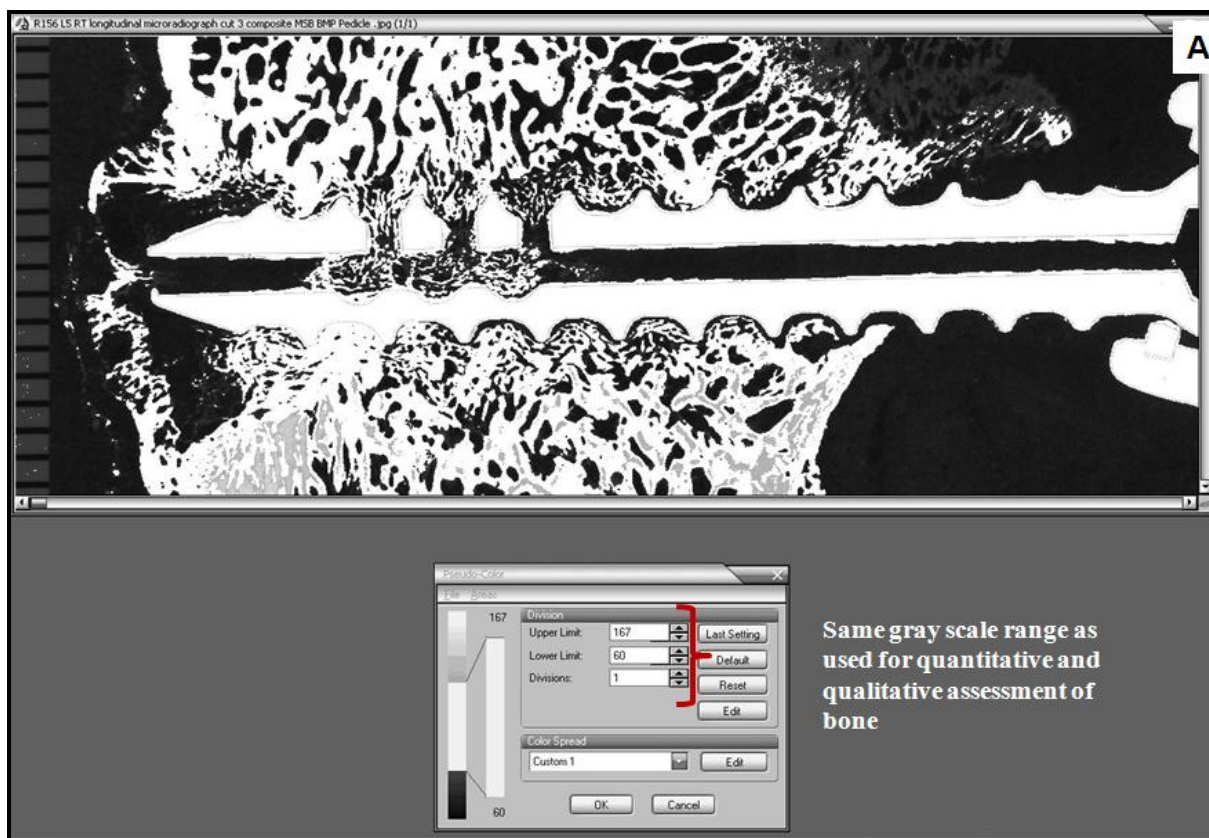 R156 L5 RT longitudinal microradiograph cut 3 composite MSB BMP Pedicle .jpg (1/1)
A
Pseudo-Color
File Areas
167
60
Division
Upper Limit: 167
Lower Limit: 60
Divisions: 1
Last Setting
Default
Reset
Edit
Color Spread
Custom 1
Edit
OK
Cancel
Same gray scale range as
used for quantitative and
qualitative assessment of
bone